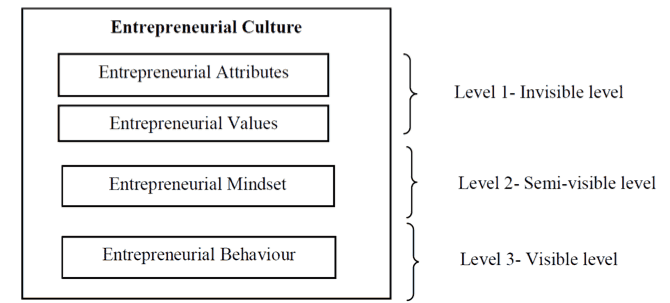 Entrepreneurial Culture
Entrepreneurial Attributes
Entrepreneurial Values
Level 1- Invisible level
Entrepreneurial Mindset
Level 2- Semi-visible level
Entrepreneurial Behaviour
Level 3- Visible level